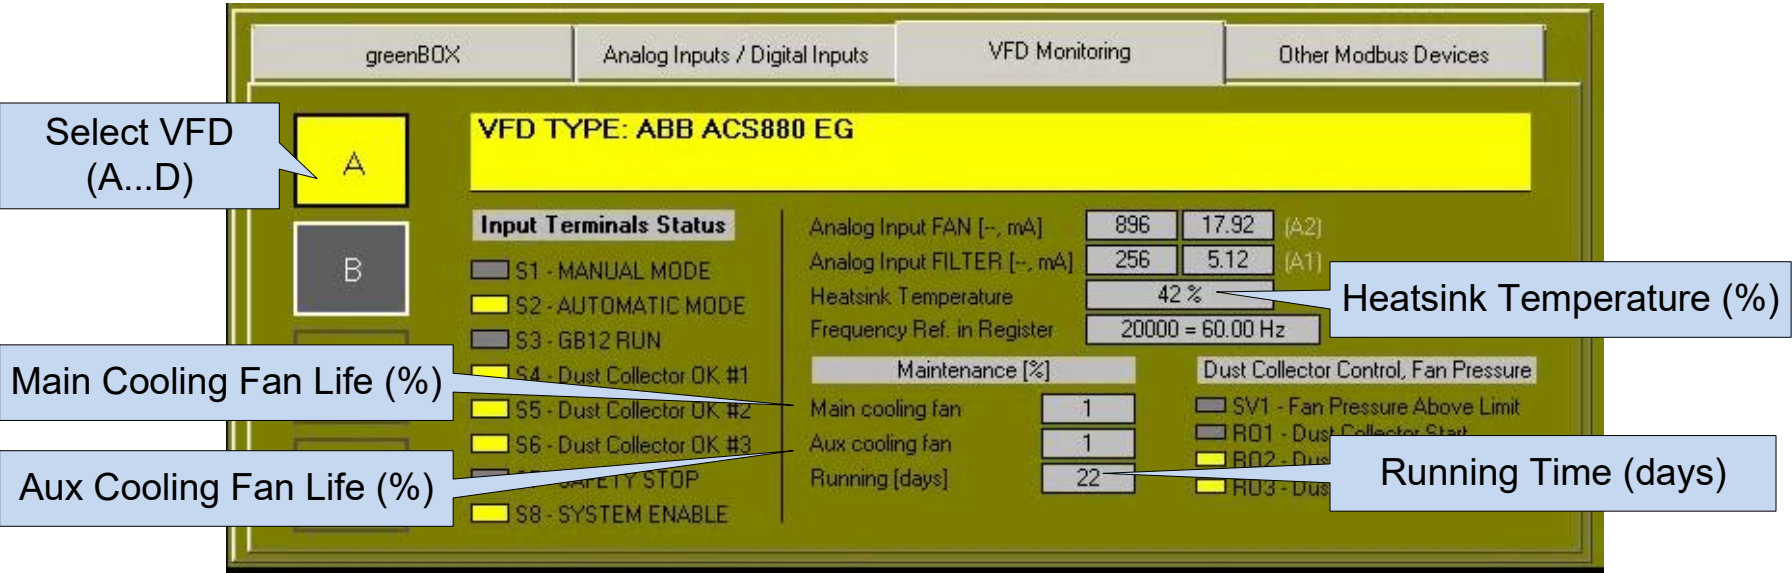 greenBOX
Analog Inputs / Digital Inputs
VFD Monitoring
Other Modbus Devices
Select VFD
(A...D)
A
VFD TYPE: ABB ACS880 EG
B
Input Terminals Status
S1 - MANUAL MODE
S2 - AUTOMATIC MODE
S3 - GB12 RUN
S4 - Dust Collector OK #1
S5 - Dust Collector OK #2
S6 - Dust Collector OK #3
SAFETY STOP
S8 - SYSTEM ENABLE
Analog Input FAN [--, mA] 896 17.92 (A2)
Analog Input FILTER [--, mA] 256 5.12 (A1)
Heatsink Temperature 42 %
Frequency Ref. in Register 20000 = 60.00 Hz
Heatsink Temperature (%)
Maintenance [%]
Main cooling fan 1
Aux cooling fan 1
Running [days] 22
Dust Collector Control, Fan Pressure
SV1 - Fan Pressure Above Limit
RO1 - Dust Collector Start
RO2 - Dus
RO3 - Dus
Main Cooling Fan Life (%)
Aux Cooling Fan Life (%)
Running Time (days)